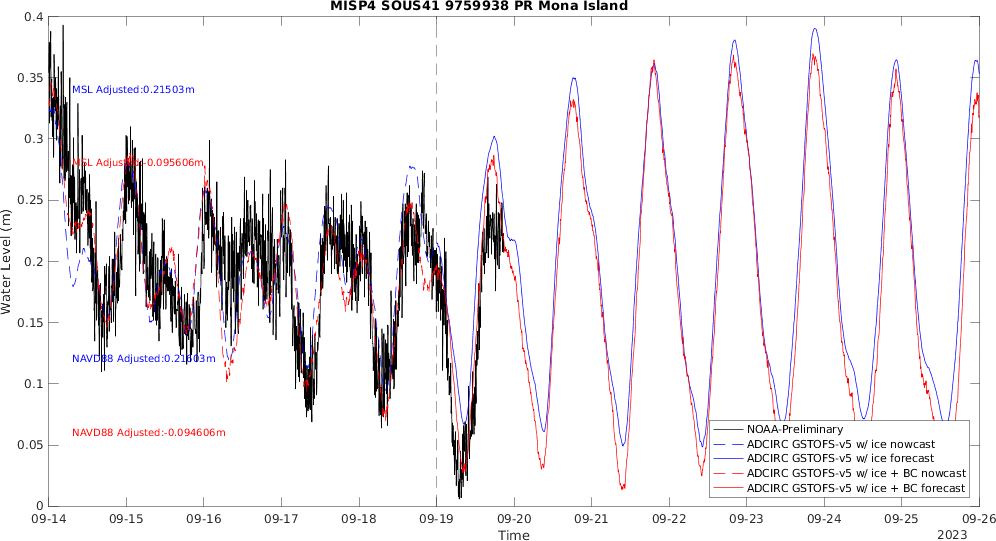 MISP4 SOUS41 9759938 PR Mona Island
0.4
0.35
0.3
0.25
0.2
0.15
0.1
0.05
0
Water Level (m)
MSL Adjusted:0.21503m
MSL Adjusted:-0.095606m
NAVD88 Adjusted:0.21603m
NAVD88 Adjusted:-0.094606m
NOAA-Preliminary
ADCIRC GSTOFS-v5 w/ ice nowcast
ADCIRC GSTOFS-v5 w/ ice forecast
ADCIRC GSTOFS-v5 w/ ice + BC nowcast
ADCIRC GSTOFS-v5 w/ ice + BC forecast
09-14 09-15 09-16 09-17 09-18 09-19 09-20 09-21 09-22 09-23 09-24 09-25 09-26
Time
2023